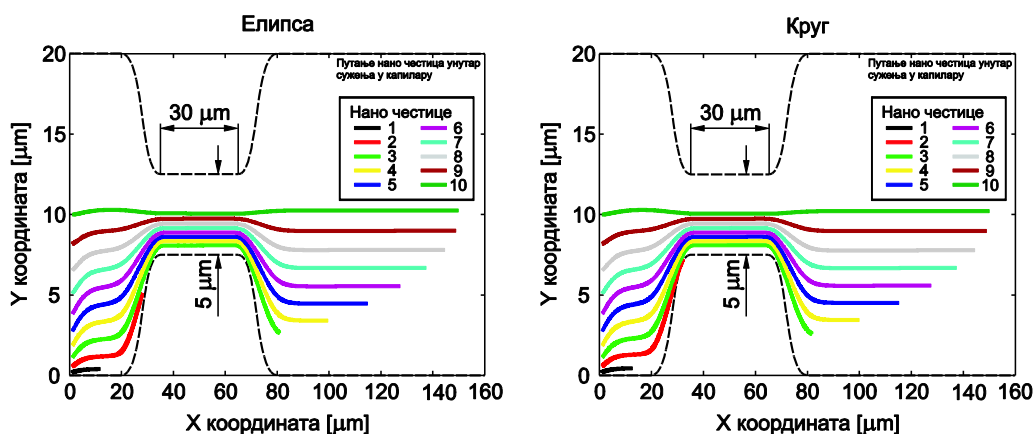 Елипса
Y координата [μm]
20
15
10
5
0
Путање нано честица унутар
сужења у капилару
30 μm
5 μm
Нано честице
1 6
2 7
3 8
4 9
5 10
0 20 40 60 80 100 120 140 160
X координата [μm]
Круг
Y координата [μm]
20
15
10
5
0
Путање нано честица унутар
сужења у капилару
30 μm
5 μm
Нано честице
1 6
2 7
3 8
4 9
5 10
0 20 40 60 80 100 120 140 160
X координата [μm]